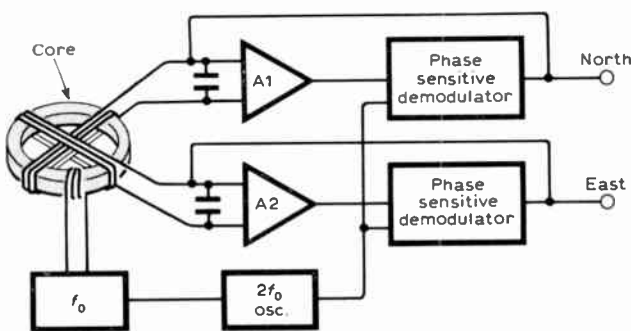 Core
A1
Phase
sensitive
demodulator
North
A2
Phase
sensitive
demodulator
East
f₀
2f₀
osc.